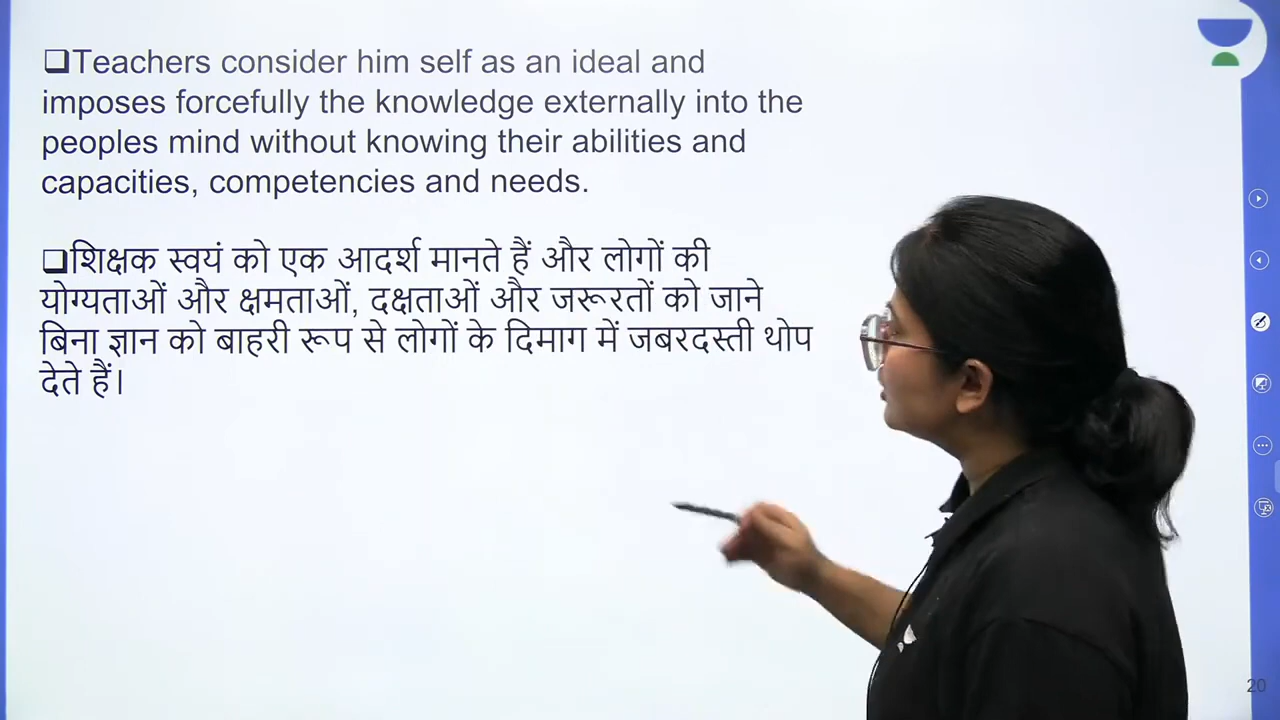 ❑Teachers consider him self as an ideal and
imposes forcefully the knowledge externally into the
peoples mind without knowing their abilities and
capacities, competencies and needs.
❑शिक्षक स्वयं को एक आदर्श मानते हैं और लोगों की
योग्यताओं और क्षमताओं, दक्षताओं और जरूरतों को जाने
बिना ज्ञान को बाहरी रूप से लोगों के दिमाग में जबरदस्ती थोप
देते हैं।
20